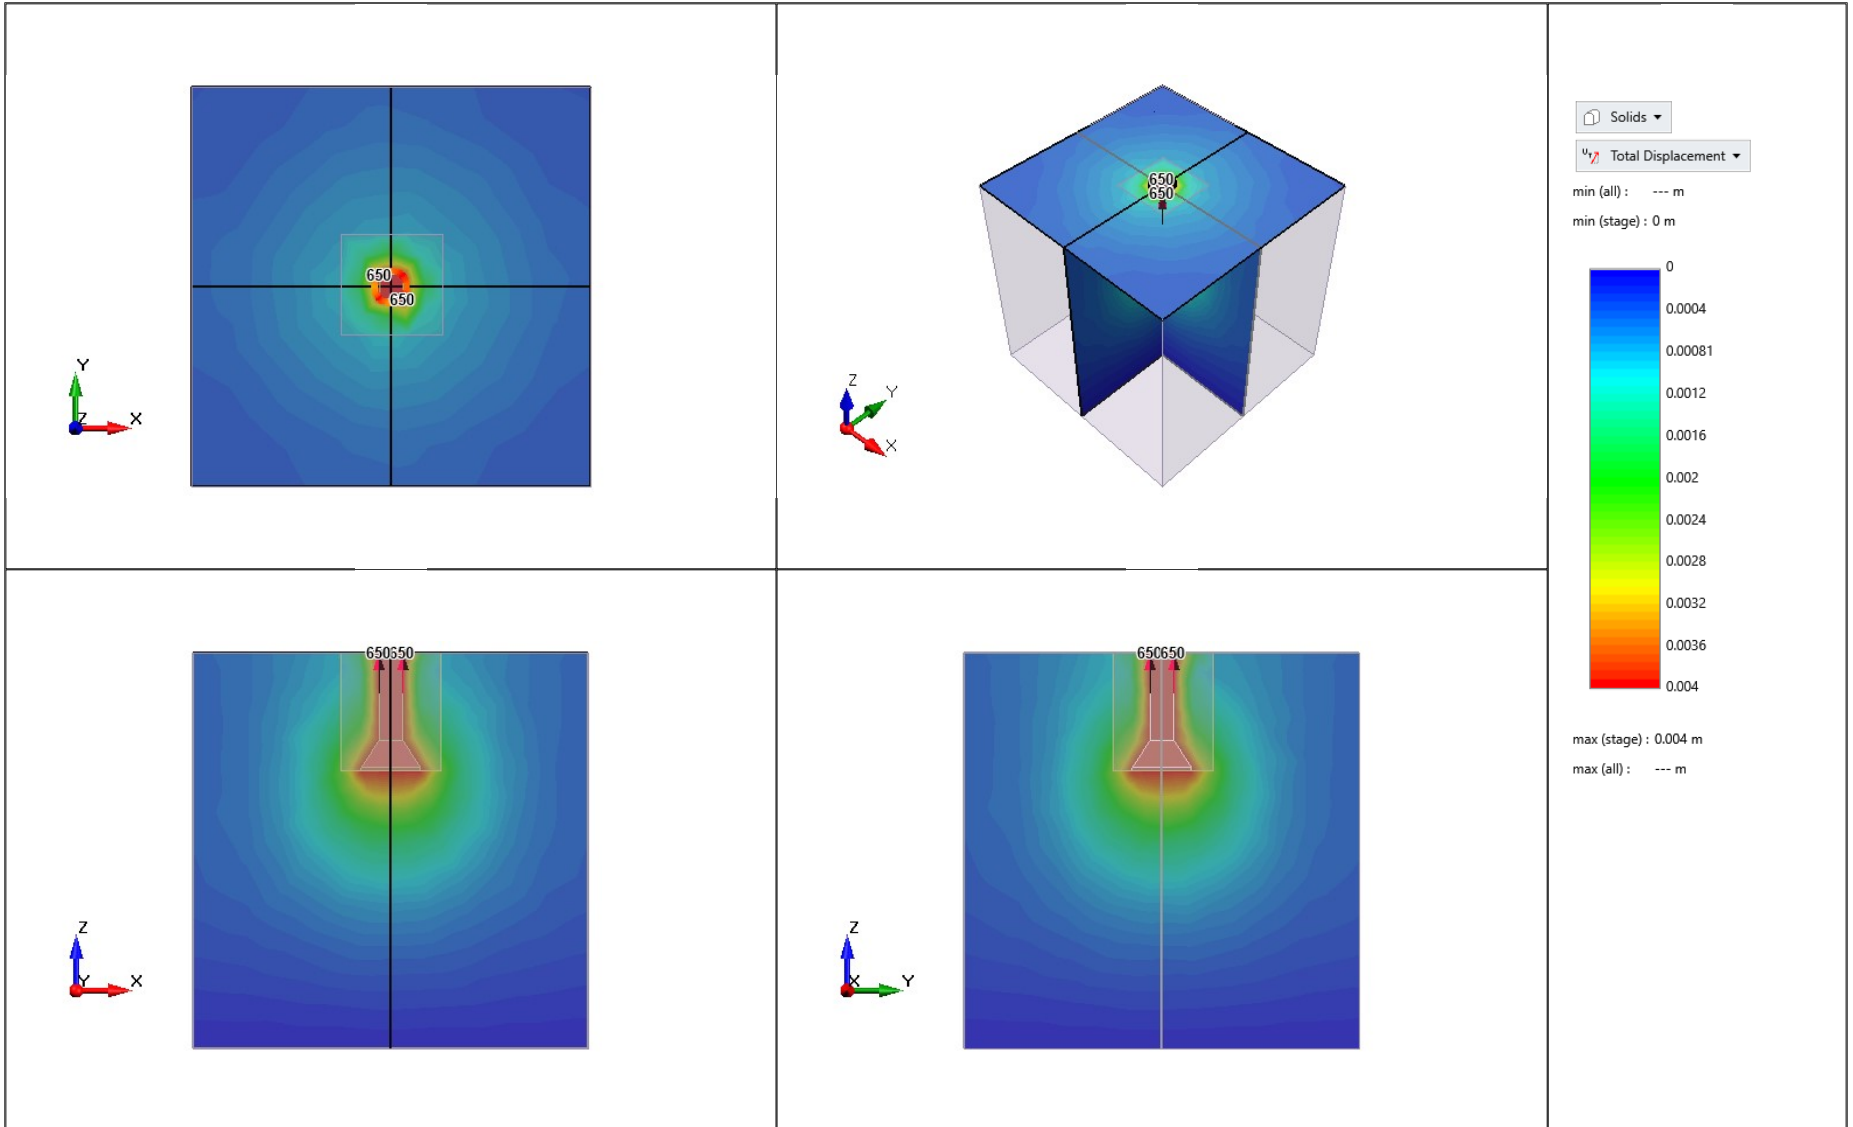 650
650
Y
Z
X
650
650
Z
Y
X
650650
Z
Y
X
650650
Z
X
Y
Solids
UT Total Displacement
min (all) : --- m
min (stage) : 0 m
0
0.0004
0.00081
0.0012
0.0016
0.002
0.0024
0.0028
0.0032
0.0036
0.004
max (stage) : 0.004 m
max (all) : --- m